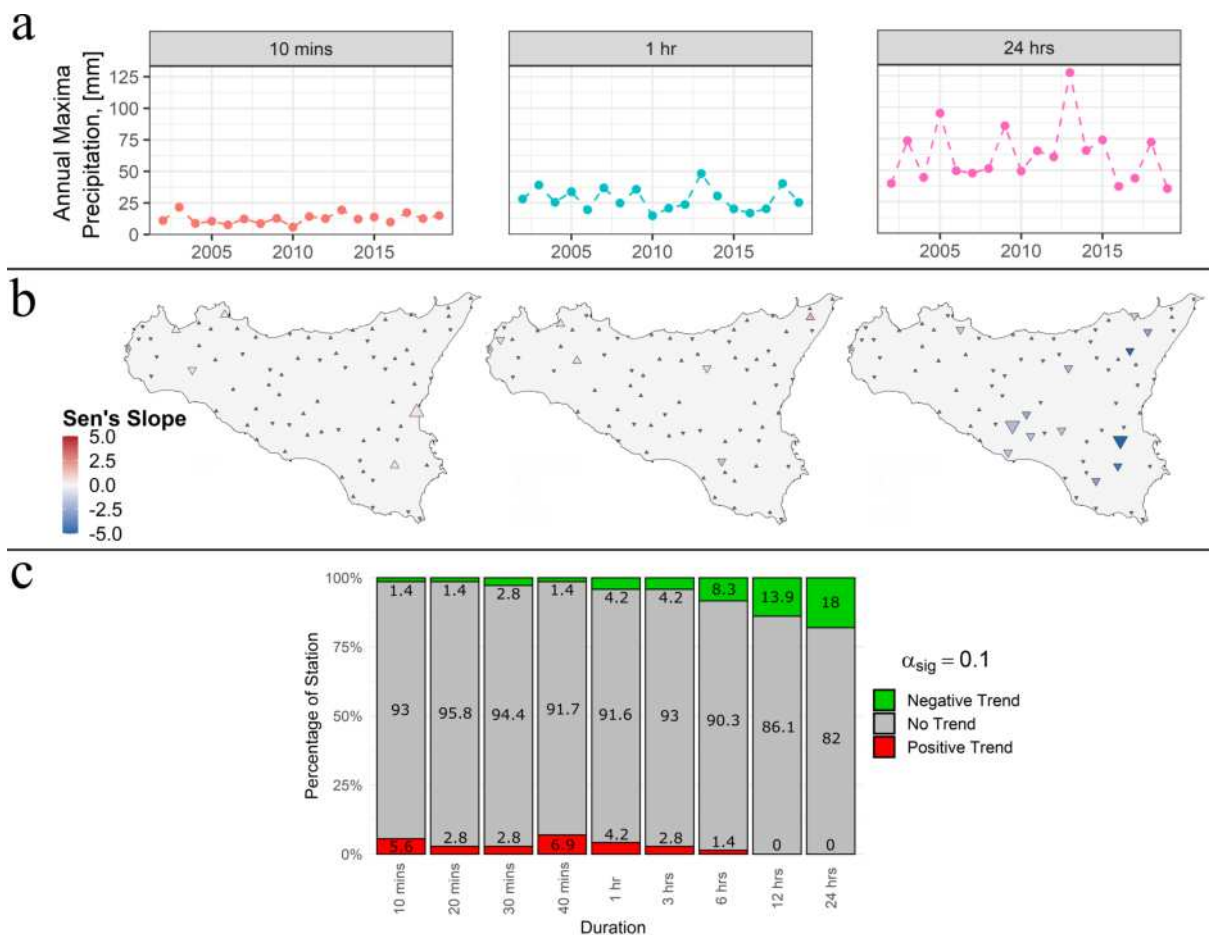 a
10 mins
1 hr
24 hrs
Annual Maxima
Precipitation, [mm]
125
100
75
50
25
0
2005
2010
2015
2005
2010
2015
2005
2010
2015
b
Sen's Slope
5.0
2.5
0.0
-2.5
-5.0
c
Percentage of Station
100%
75%
50%
25%
0%
1.4
1.4
2.8
1.4
4.2
4.2
8.3
13.9
18
93
95.8
94.4
91.7
91.6
93
90.3
86.1
82
5.6
2.8
2.8
6.9
4.2
2.8
1.4
0
0
10 mins
20 mins
30 mins
40 mins
1 hr
3 hrs
6 hrs
12 hrs
24 hrs
Duration
αsig = 0.1
Negative Trend
No Trend
Positive Trend